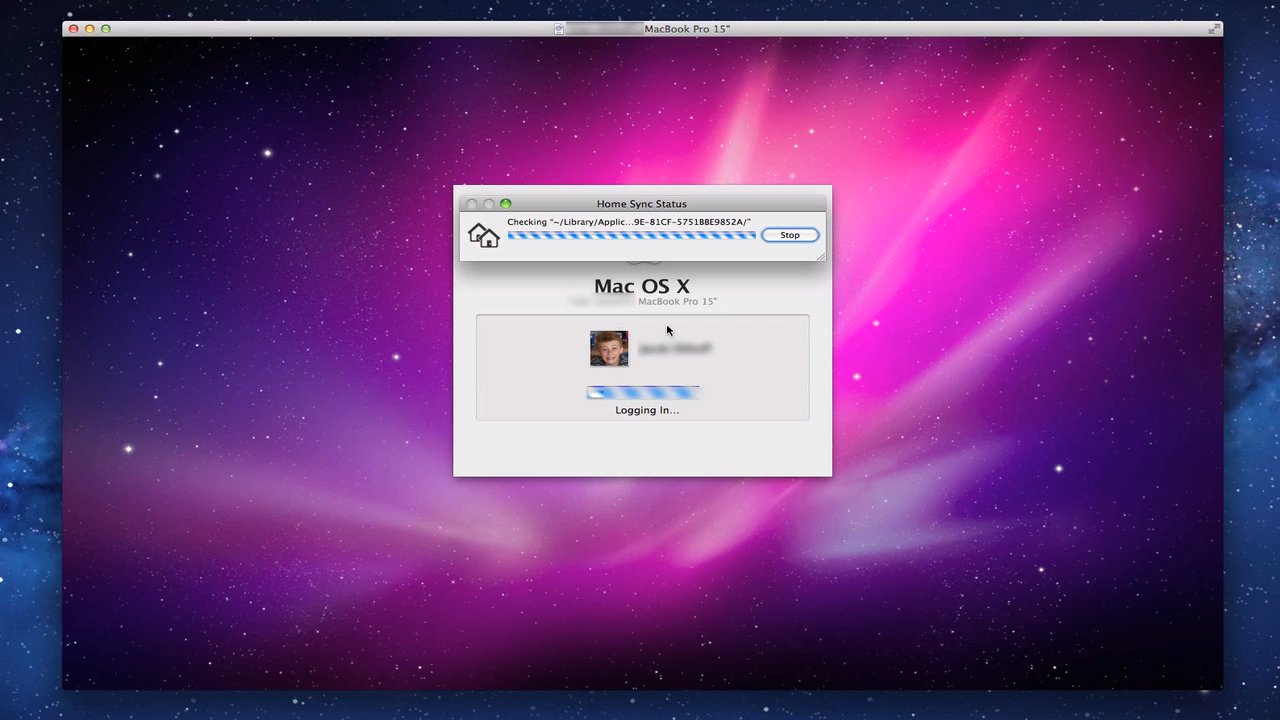 MacBook Pro 15"
Home Sync Status
Checking "~/Library/Applic...9E-81CF-5751BBE9852A/"
Stop
Mac OS X
MacBook Pro 15"
Logging In...